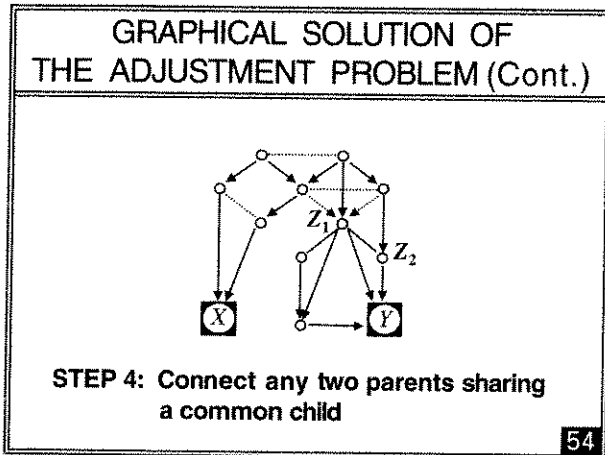 GRAPHICAL SOLUTION OF
THE ADJUSTMENT PROBLEM (Cont.)
Z1
Z2
X
Y
STEP 4: Connect any two parents sharing
a common child
54